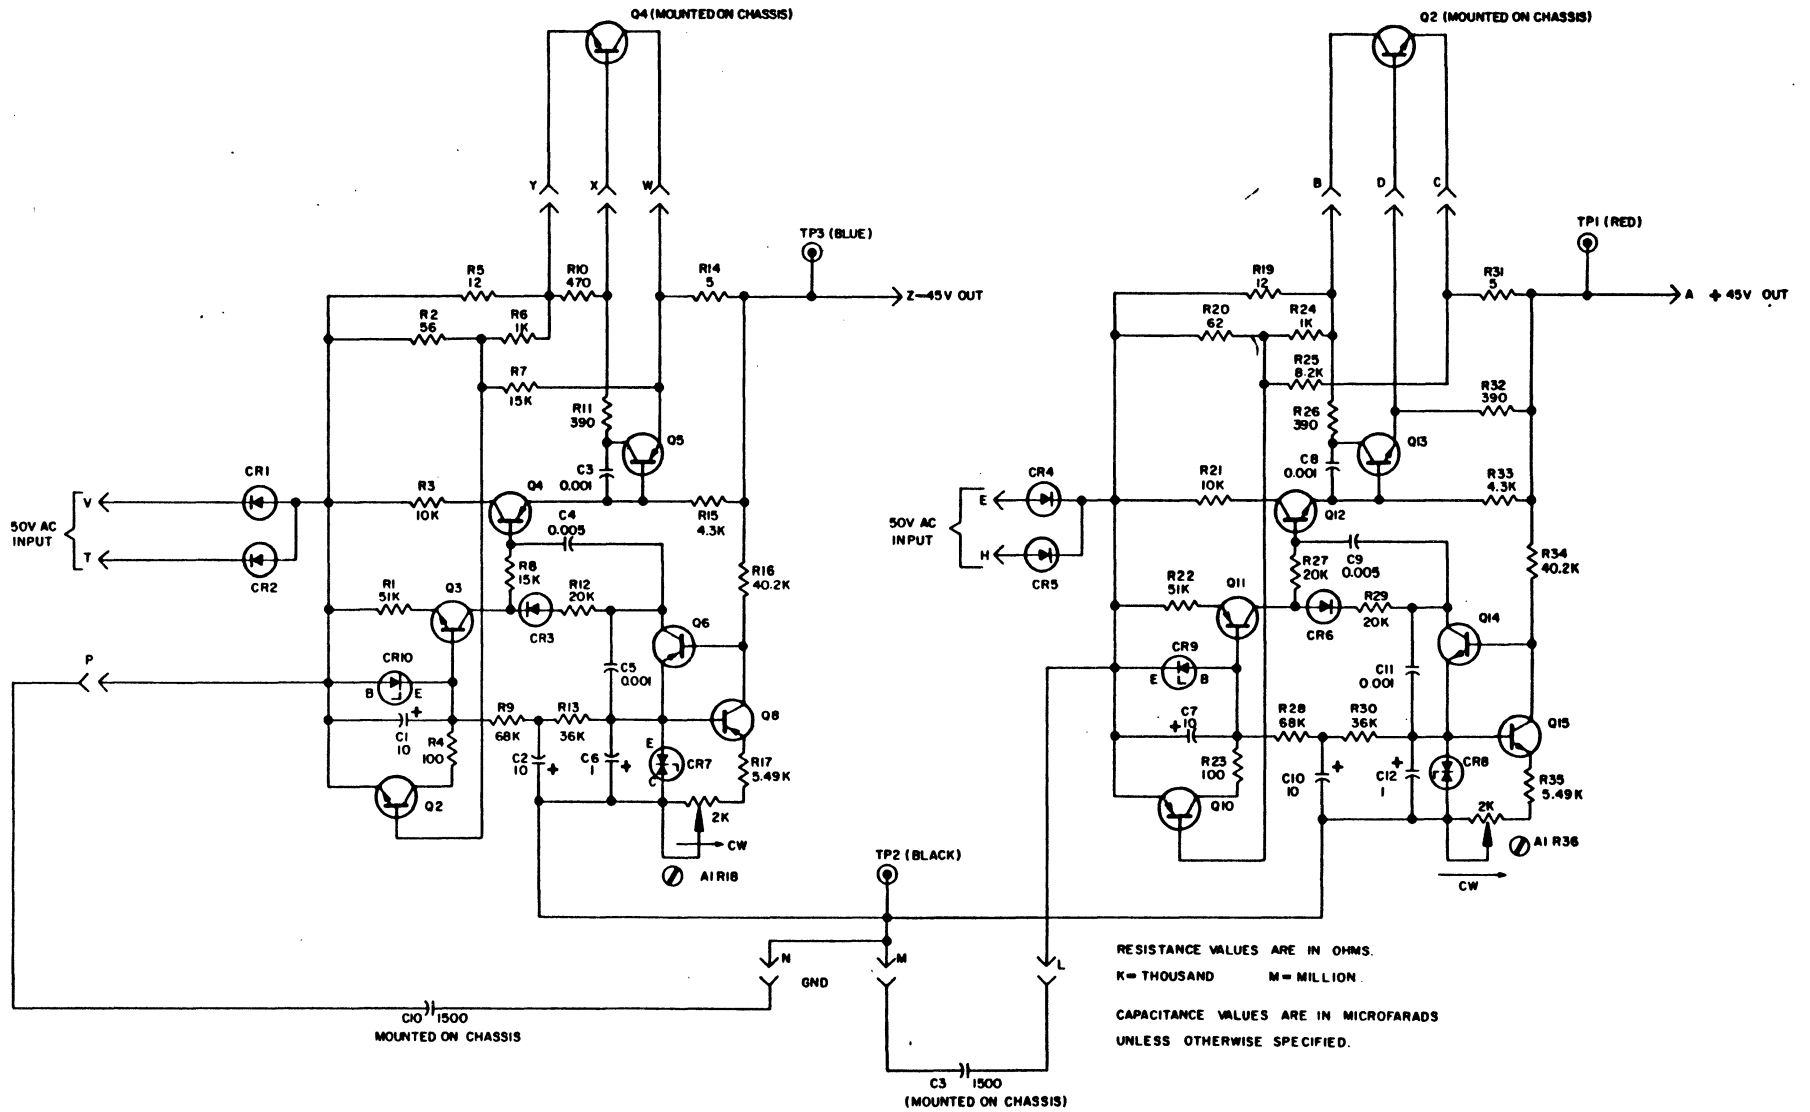 Q4 (MOUNTED ON CHASSIS)
Q2 (MOUNTED ON CHASSIS)
Y
X
W
B
D
C
TP3 (BLUE)
TP1 (RED)
R5
12
R10
470
R14
5
Z-45V OUT
R19
12
R31
5
A + 45V OUT
R2
56
R6
1K
R20
62
R24
1K
R7
15K
R25
8.2K
R32
390
R11
390
Q5
R26
390
Q13
C3
0.001
C8
0.001
CR1
V
R3
10K
Q4
R15
4.3K
50V AC
INPUT
T
CR2
C4
0.005
CR4
E
R21
10K
Q12
R33
4.3K
50V AC
INPUT
H
CR5
C9
0.005
R8
15K
R12
20K
R16
40.2K
R27
20K
R29
20K
R34
40.2K
R1
51K
Q3
CR3
Q6
R22
51K
Q11
CR6
Q14
P
CR10
B
E
C5
0.001
CR9
E
B
C11
0.001
C1
10
+
R4
100
R9
68K
R13
36K
Q8
C7
10
+
R23
100
R28
68K
R30
36K
Q15
C2
10
+
C6
1
+
E
CR7
C
R17
5.49K
C10
10
+
C12
1
+
CR8
R35
5.49K
Q2
2K
CW
A1 R18
Q10
2K
A1 R36
CW
TP2 (BLACK)
N
M
L
GND
C10
1500
MOUNTED ON CHASSIS
C3
1500
(MOUNTED ON CHASSIS)
RESISTANCE VALUES ARE IN OHMS.
K= THOUSAND M= MILLION.
CAPACITANCE VALUES ARE IN MICROFARADS
UNLESS OTHERWISE SPECIFIED.